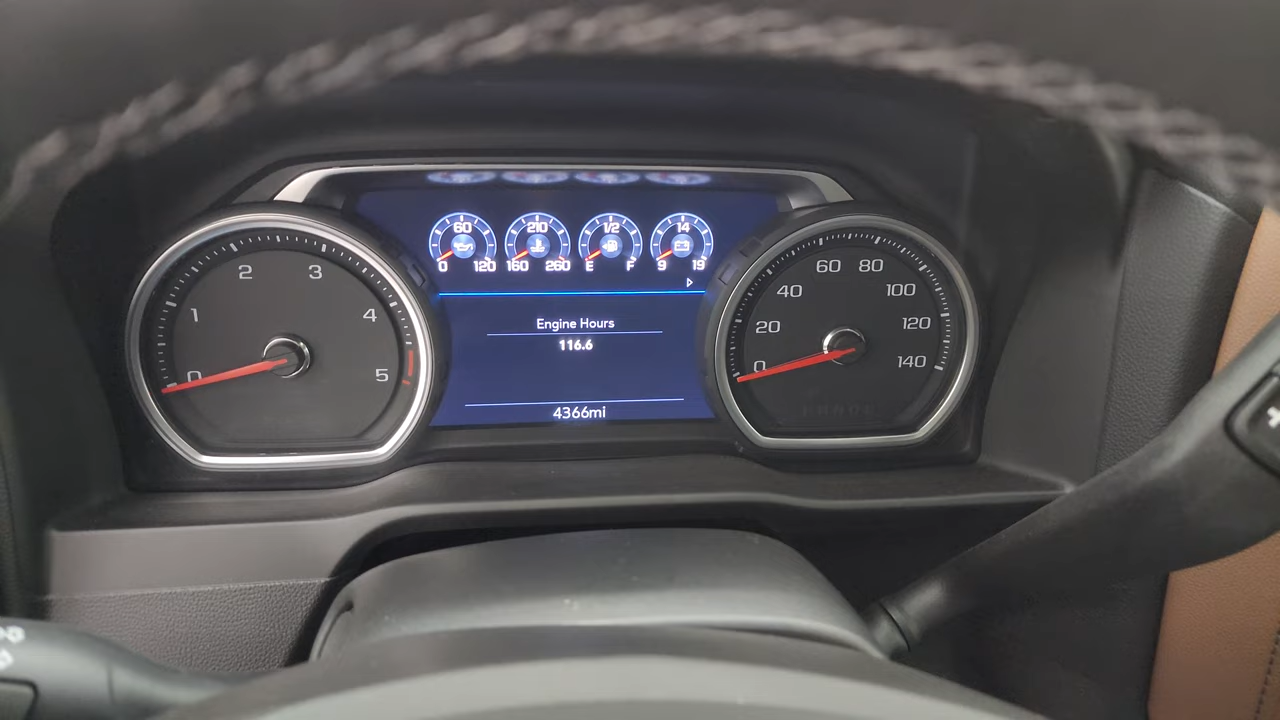 60 210 1/2 14
0 120 160 260 E F 9 19
Engine Hours
116.6
4366mi
0 1 2 3 4 5
0 20 40 60 80 100 120 140